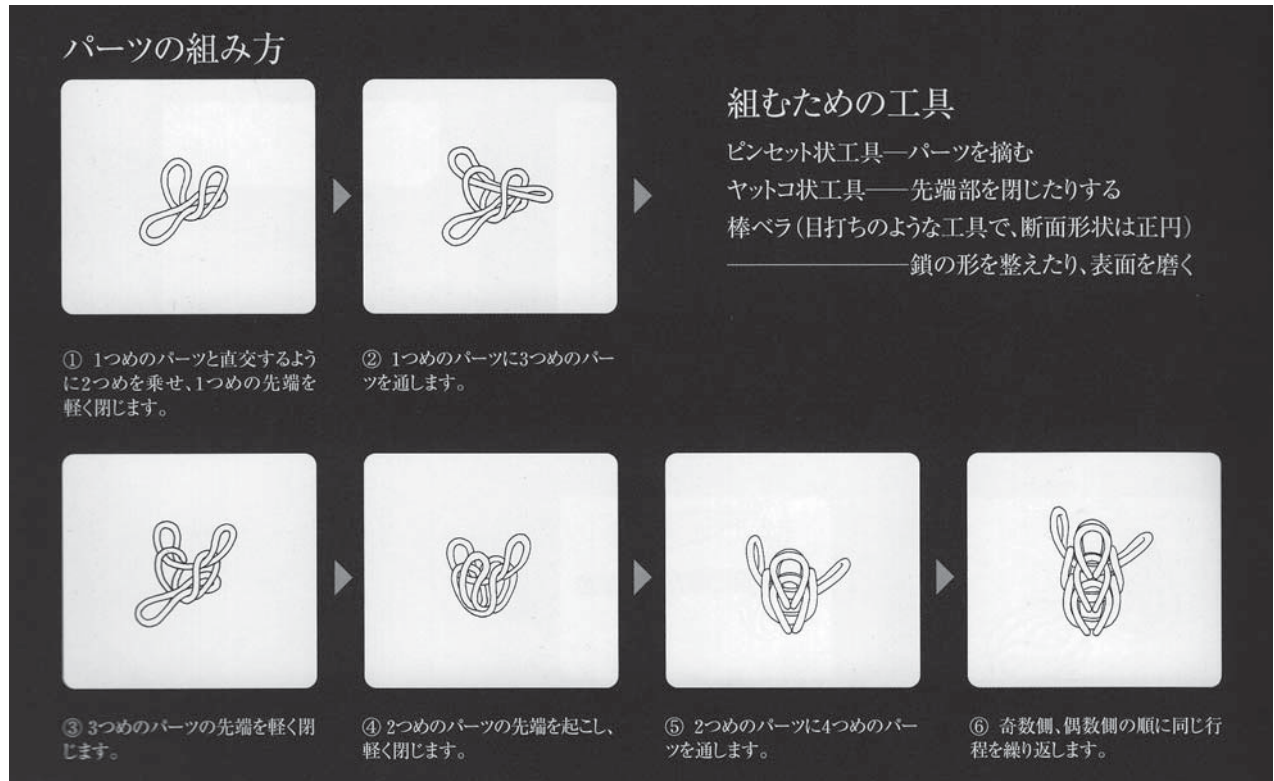 パーツの組み方
組むための工具
ピンセット状工具―パーツを摘む
ヤットコ状工具――先端部を閉じたりする
棒ベラ（目打ちのような工具で、断面形状は正円）
――――――鎖の形を整えたり、表面を磨く
① 1つめのパーツと直交するよう
に2つめを乗せ、1つめの先端を
軽く閉じます。
② 1つめのパーツに3つめのパー
ツを通します。
③ 3つめのパーツの先端を軽く閉
じます。
④ 2つめのパーツの先端を起こし、
軽く閉じます。
⑤ 2つめのパーツに4つめのパー
ツを通します。
⑥ 奇数側、偶数側の順に同じ行
程を繰り返します。